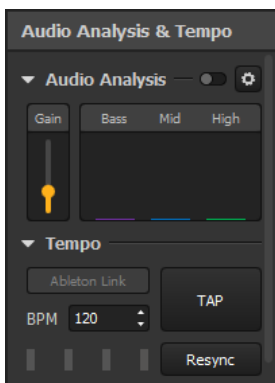 Audio Analysis & Tempo
Audio Analysis
Gain Bass Mid High
Tempo
Ableton Link
TAP
BPM 120
Resync